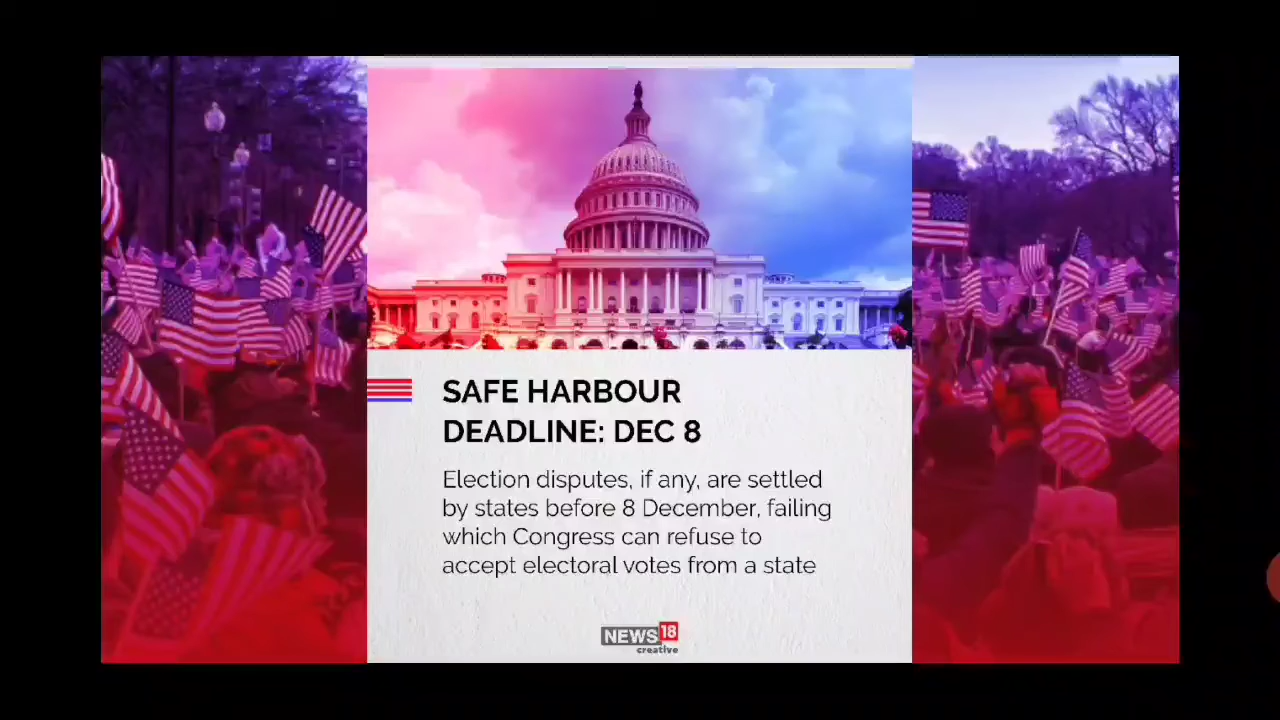 SAFE HARBOUR
DEADLINE: DEC 8
Election disputes, if any, are settled
by states before 8 December, failing
which Congress can refuse to
accept electoral votes from a state
NEWS18
creative